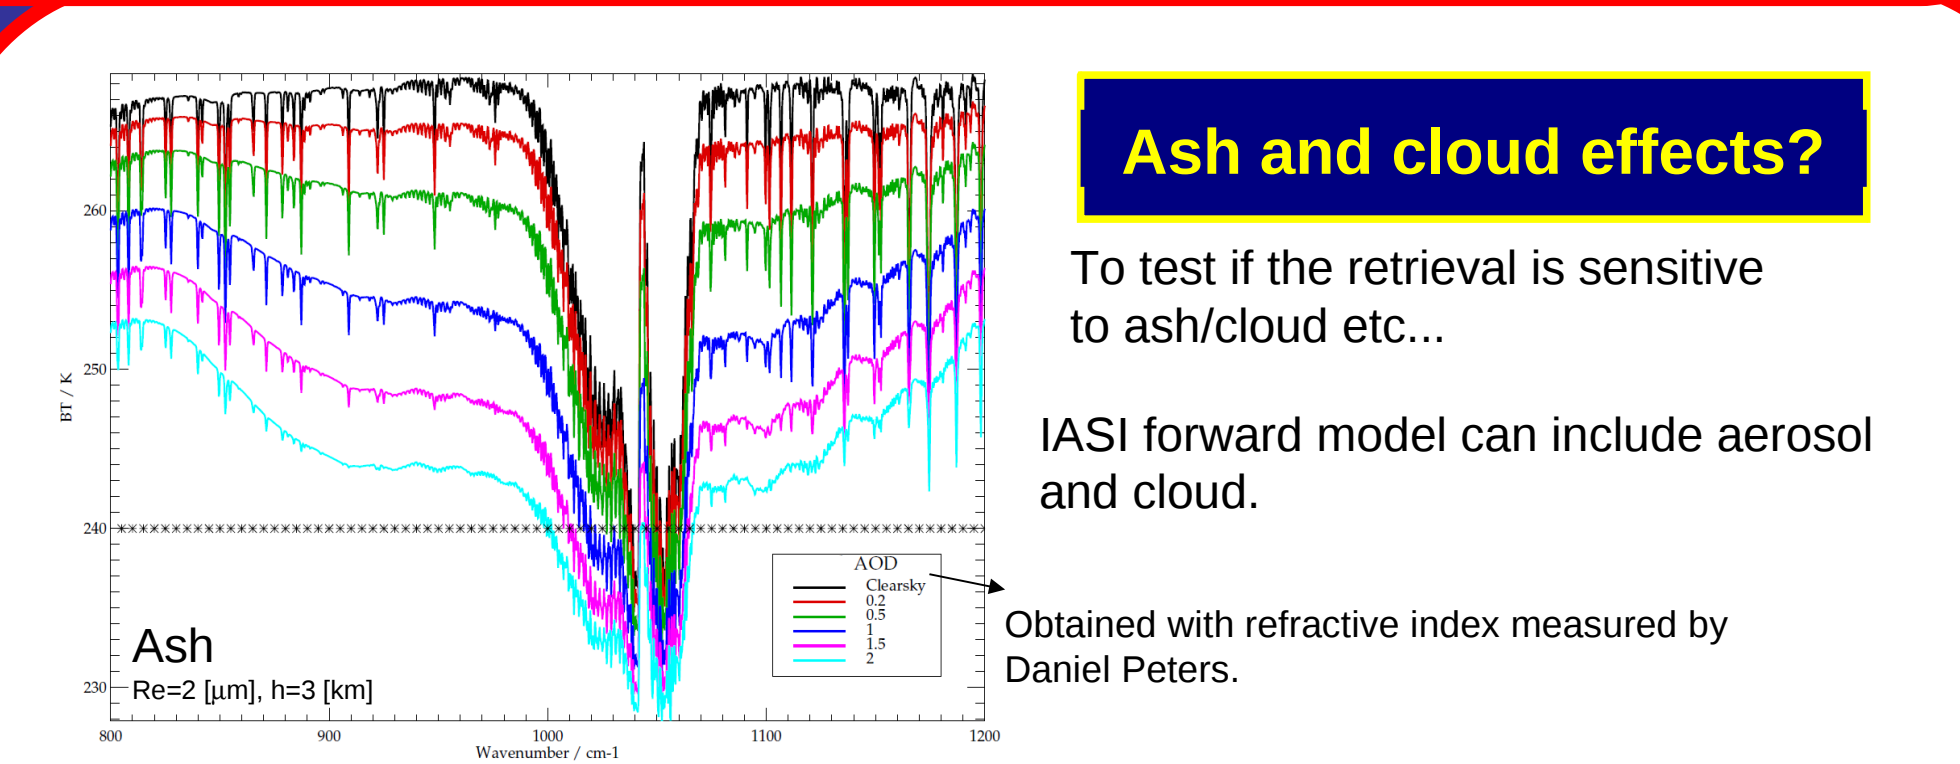 Ash and cloud effects?
To test if the retrieval is sensitive
to ash/cloud etc...
IASI forward model can include aerosol
and cloud.
Obtained with refractive index measured by
Daniel Peters.
BT / K
260
250
240
230
AOD
Clearsky
0.2
0.5
1
1.5
2
Ash
Re=2 [μm], h=3 [km]
800
900
1000
1100
1200
Wavenumber / cm-1